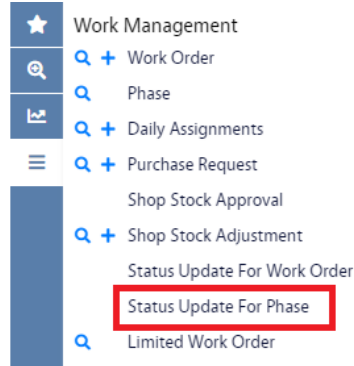 Work Management
Work Order
Phase
Daily Assignments
Purchase Request
Shop Stock Approval
Shop Stock Adjustment
Status Update For Work Order
Status Update For Phase
Limited Work Order